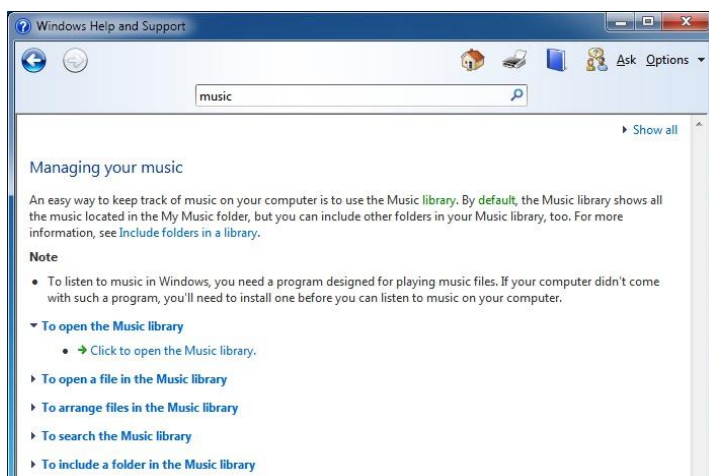 Windows Help and Support
Ask Options
music
Show all
Managing your music
An easy way to keep track of music on your computer is to use the Music library. By default, the Music library shows all
the music located in the My Music folder, but you can include other folders in your Music library, too. For more
information, see Include folders in a library.
Note
• To listen to music in Windows, you need a program designed for playing music files. If your computer didn't come
with such a program, you'll need to install one before you can listen to music on your computer.
To open the Music library
• Click to open the Music library.
To open a file in the Music library
To arrange files in the Music library
To search the Music library
To include a folder in the Music library